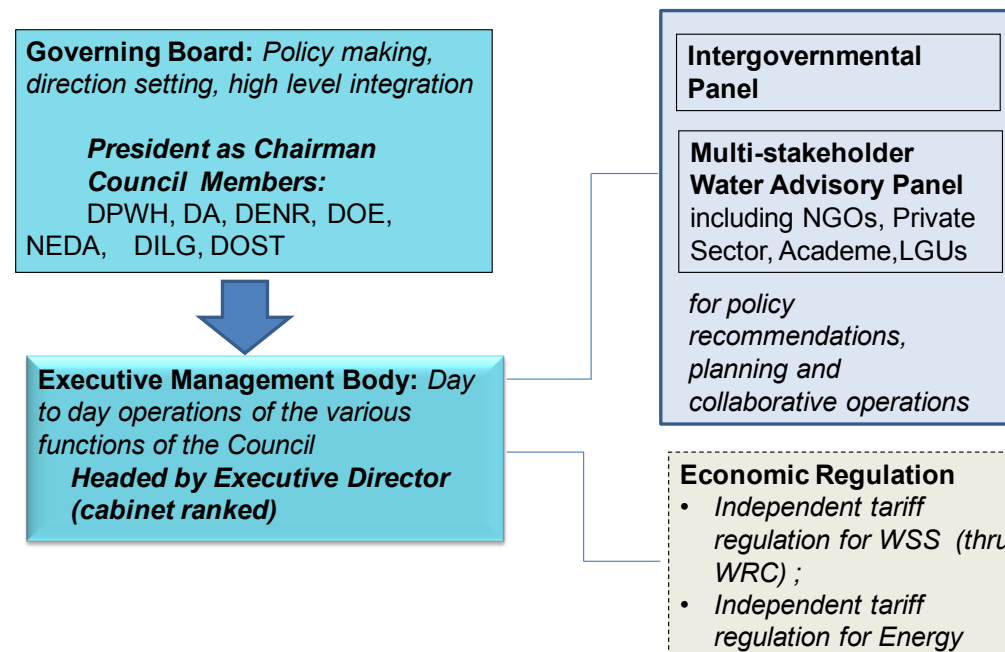 Governing Board: Policy making,
direction setting, high level integration
President as Chairman
Council Members:
DPWH, DA, DENR, DOE,
NEDA, DILG, DOST
Executive Management Body: Day
to day operations of the various
functions of the Council
Headed by Executive Director
(cabinet ranked)
Intergovernmental
Panel
Multi-stakeholder
Water Advisory Panel
including NGOs, Private
Sector, Academe,LGUs
for policy
recommendations,
planning and
collaborative operations
Economic Regulation
• Independent tariff
regulation for WSS (thru
WRC) ;
• Independent tariff
regulation for Energy